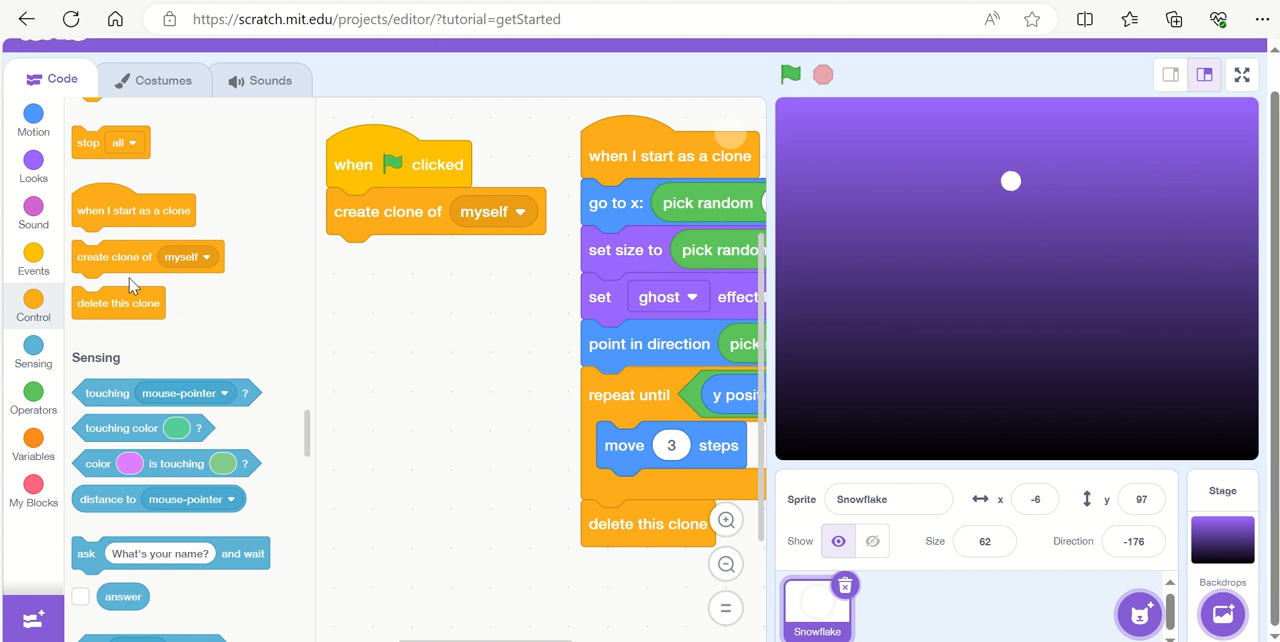 https://scratch.mit.edu/projects/editor/?tutorial=getStarted
Code
Costumes
Sounds
Motion
Looks
Sound
Events
Control
Sensing
Operators
Variables
My Blocks
stop all
when I start as a clone
create clone of myself
delete this clone
Sensing
touching mouse-pointer ?
touching color ?
color is touching ?
distance to mouse-pointer
ask What's your name? and wait
answer
when clicked
create clone of myself
when I start as a clone
go to x: pick random
set size to pick random
set ghost effect
point in direction pick
repeat until y posit
move 3 steps
delete this clone
Sprite Snowflake x -6 y 97
Show Size 62 Direction -176
Snowflake
Stage
Backdrops